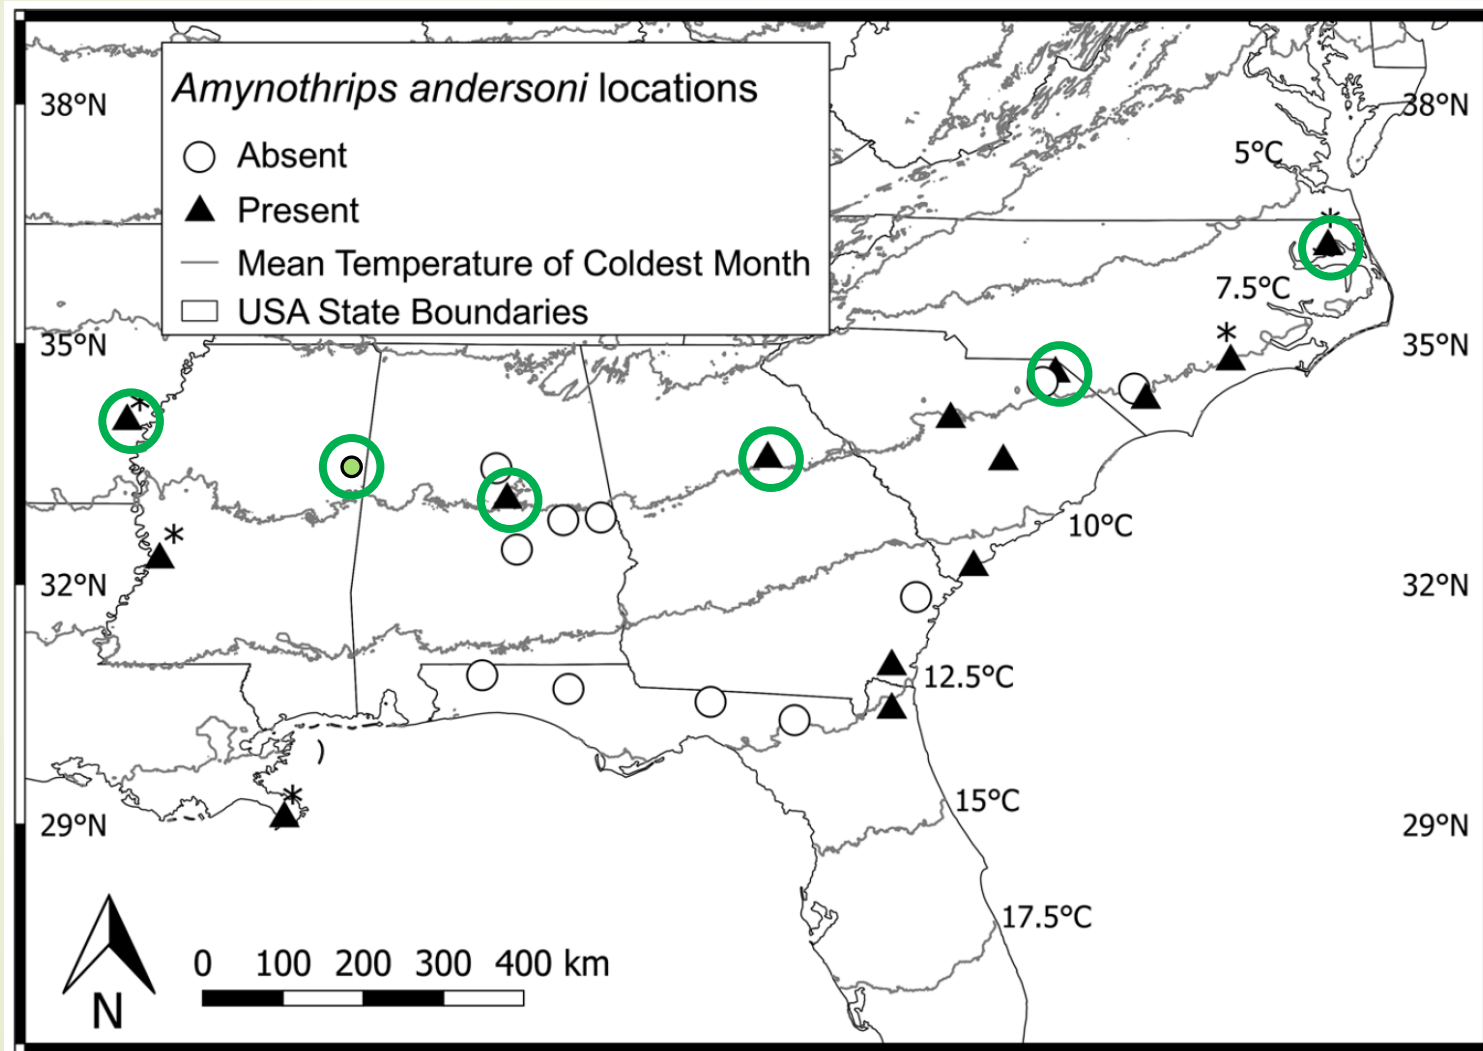 Amynothrips andersoni locations
Absent
Present
Mean Temperature of Coldest Month
USA State Boundaries
38°N
38°N
5°C
*
7.5°C
35°N
*
35°N
*
*
10°C
32°N
32°N
12.5°C
*
15°C
29°N
29°N
17.5°C
0 100 200 300 400 km
N